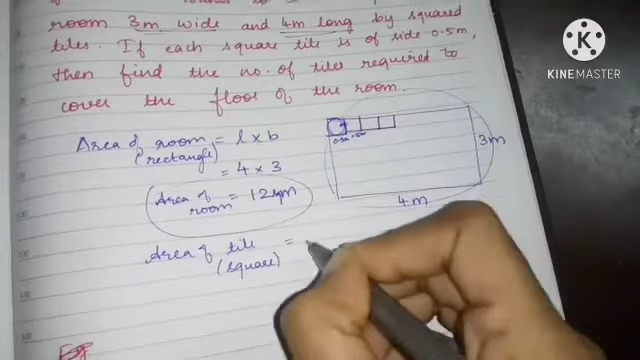 room 3m wide and 4m long by squared
tiles. If each square tile is of side 0.5m,
then find the no. of tiles required to
cover the floor of the room.
KINEMASTER
Area of room = l x b
(rectangle)
= 4 x 3
Area of room = 12 sqm
3m
4m
Area of tile =
(square)